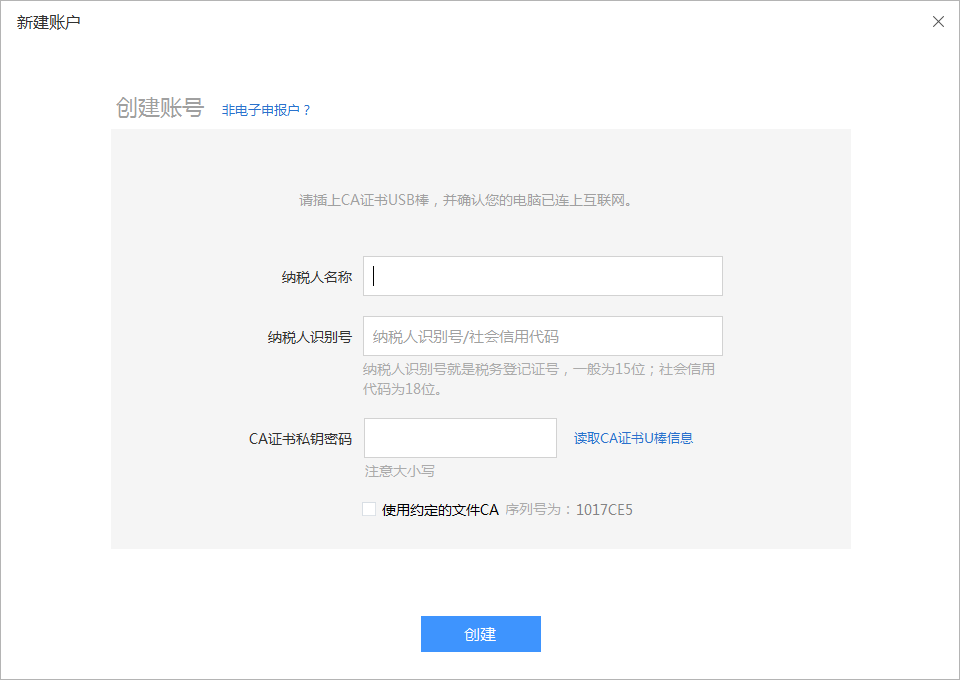 新建账户
创建账号 非电子申报户？
请插上CA证书USB棒，并确认您的电脑已连上互联网。
纳税人名称
纳税人识别号 纳税人识别号/社会信用代码
纳税人识别号就是税务登记证号，一般为15位；社会信用
代码为18位。
CA证书私钥密码 读取CA证书U棒信息
注意大小写
使用约定的文件CA 序列号为：1017CE5
创建